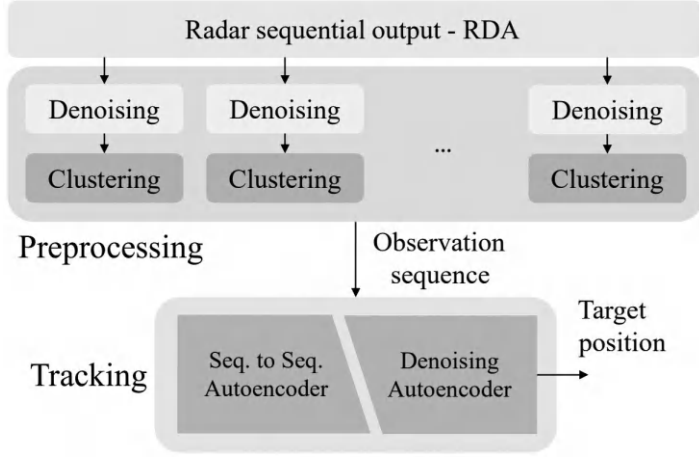 Radar sequential output - RDA
Denoising Denoising Denoising
...
Clustering Clustering Clustering
Preprocessing
Observation
sequence
Target
position
Tracking
Seq. to Seq.
Autoencoder
Denoising
Autoencoder